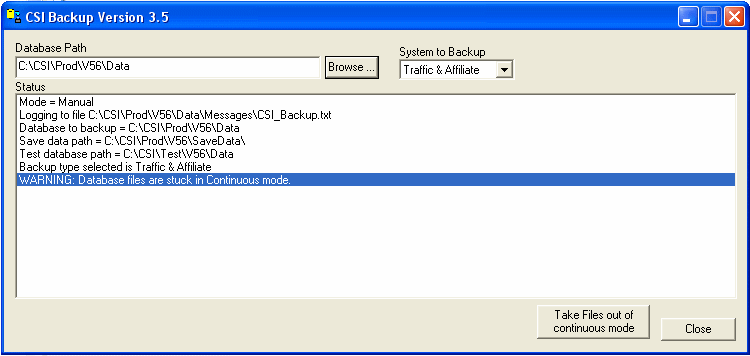 CSI Backup Version 3.5
Database Path
System to Backup
C:\CSI\Prod\V56\Data
Browse ...
Traffic & Affiliate
Status
Mode = Manual
Logging to file C:\CSI\Prod\V56\Data\Messages\CSI_Backup.txt
Database to backup = C:\CSI\Prod\V56\Data
Save data path = C:\CSI\Prod\V56\SaveData\
Test database path = C:\CSI\Test\V56\Data
Backup type selected is Traffic & Affiliate
WARNING: Database files are stuck in Continuous mode.
Take Files out of
continuous mode
Close